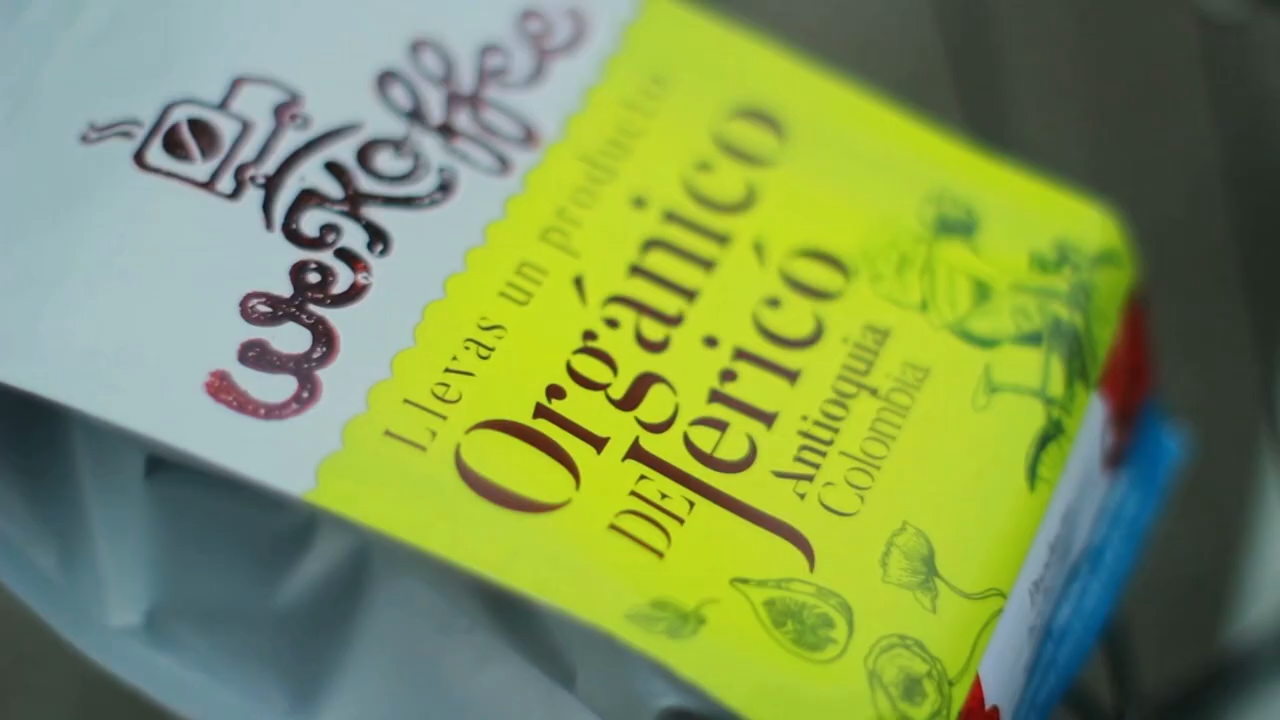 weKoffee
Llevas un producto
Orgánico
DE Jericó
Antioquia
Colombia